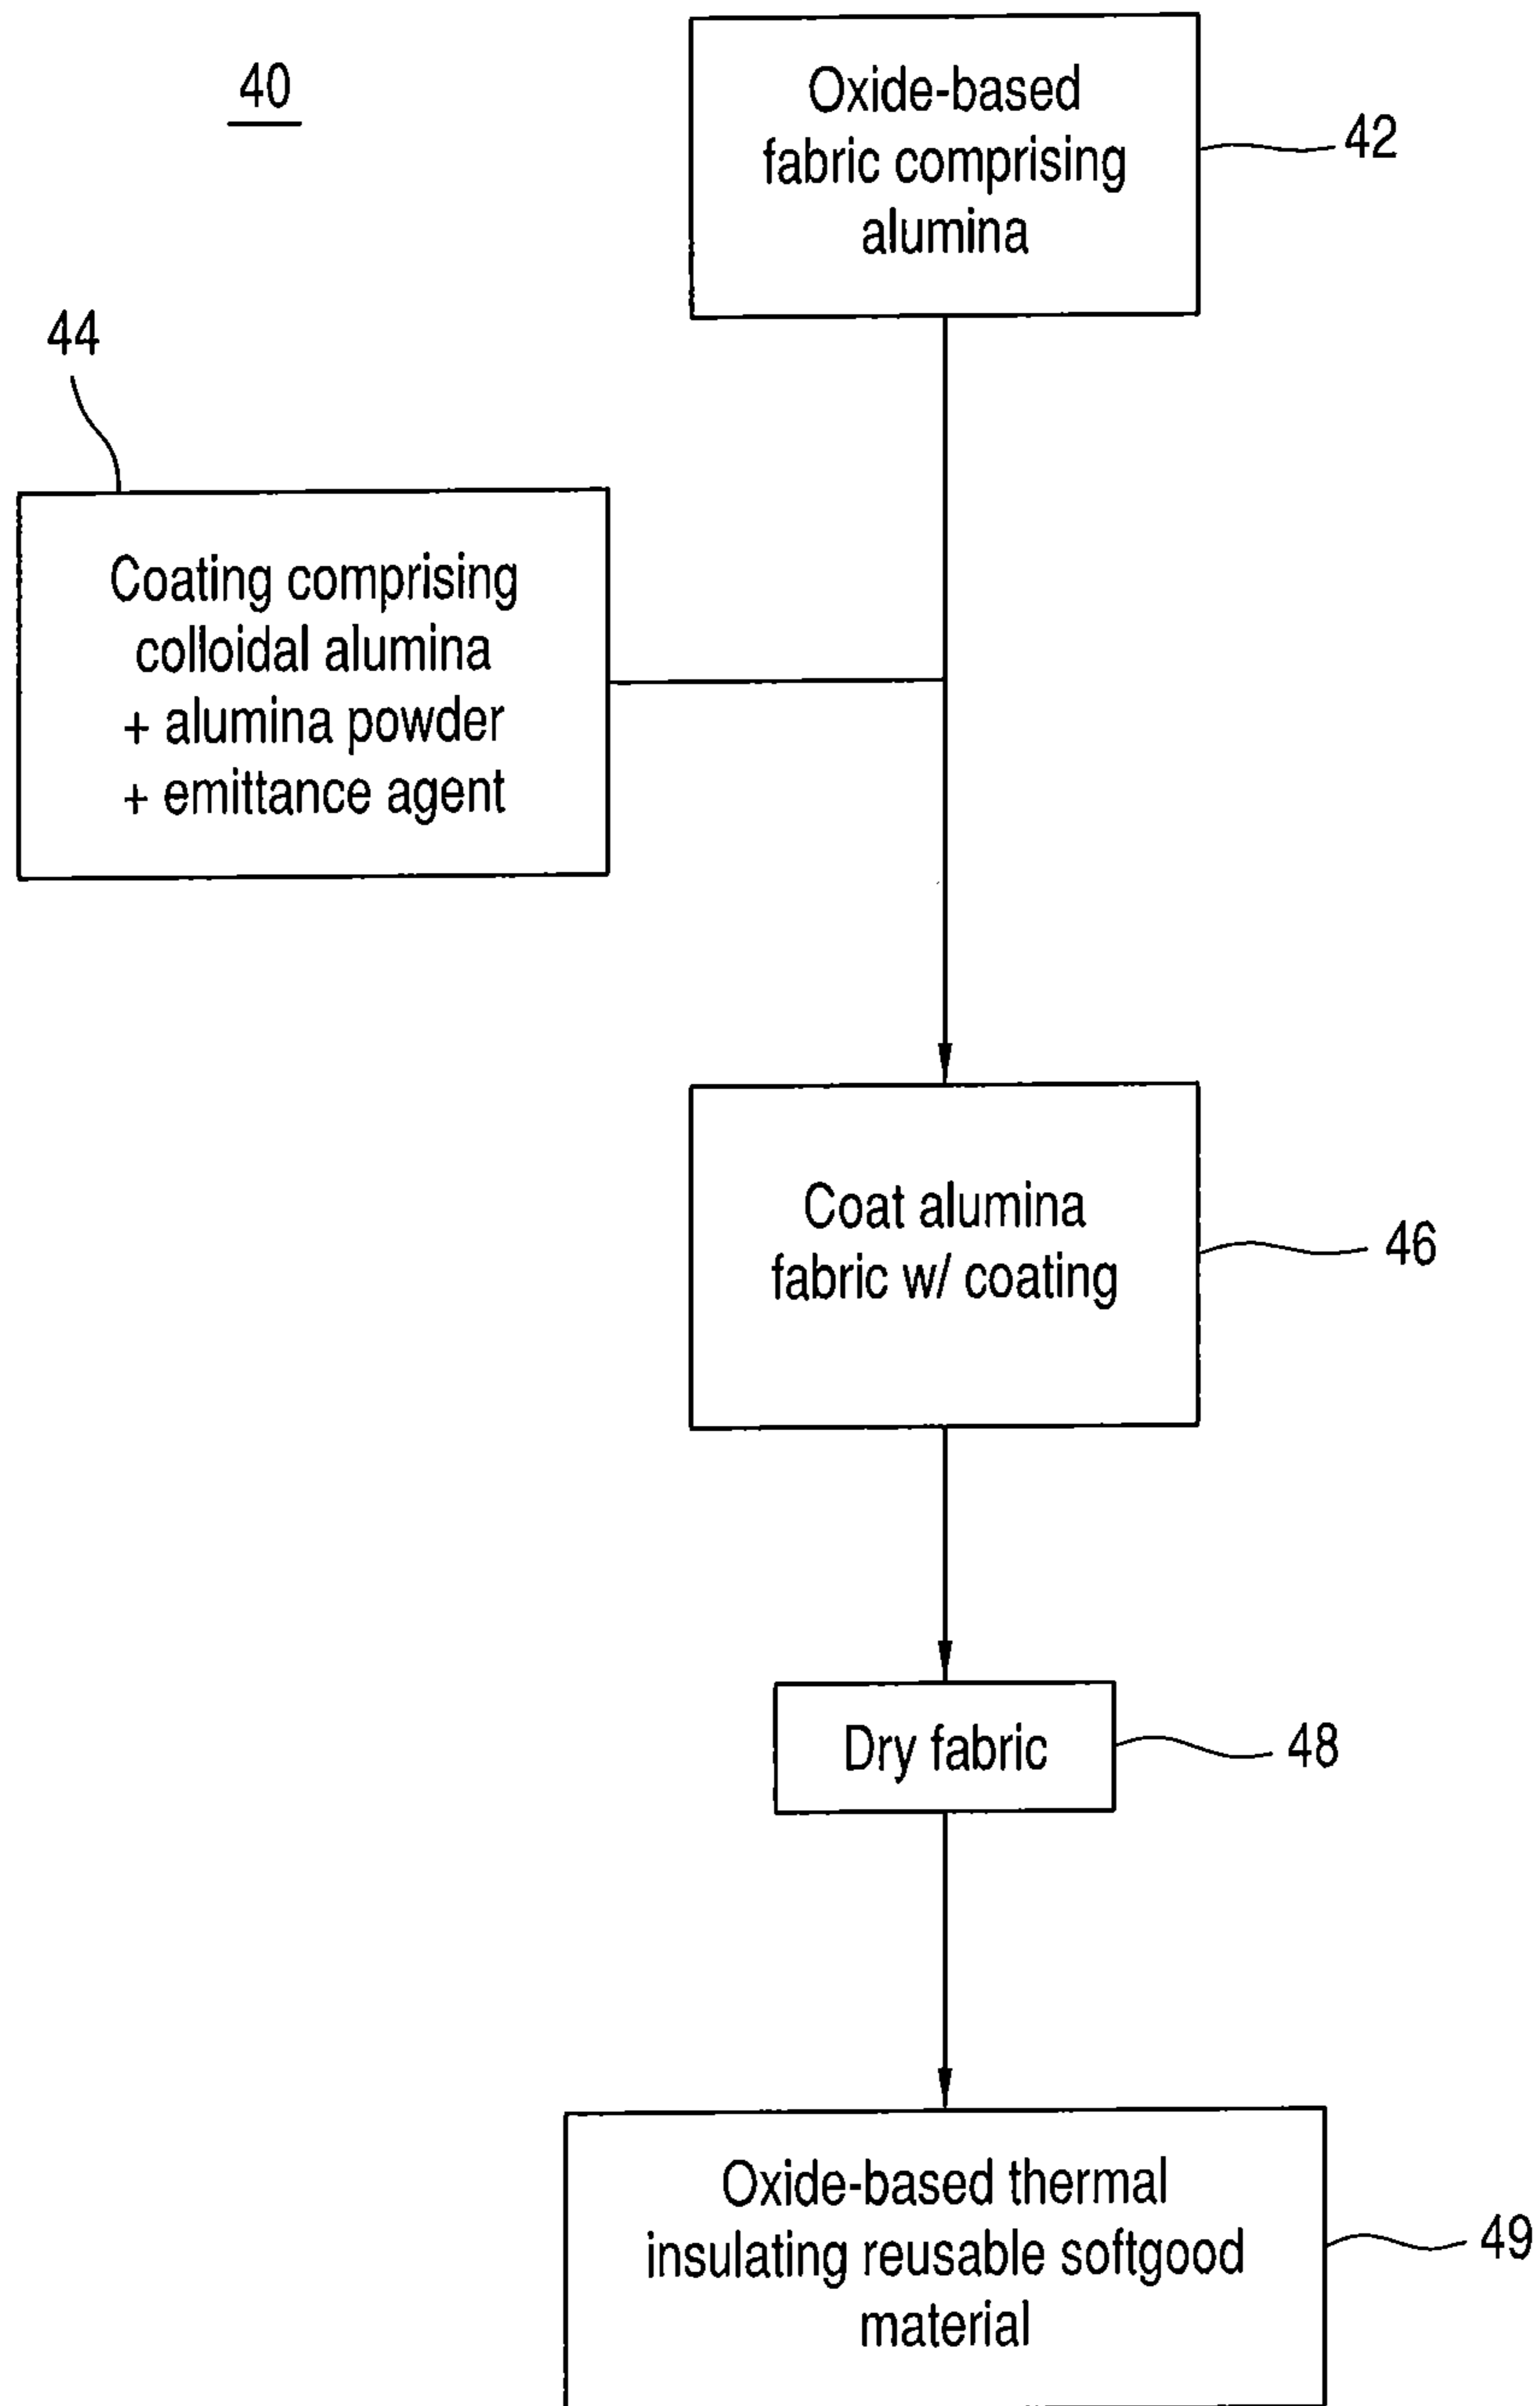 40
Oxide-based
fabric comprising
alumina
42
44
Coating comprising
colloidal alumina
+ alumina powder
+ emittance agent
Coat alumina
fabric w/ coating
46
Dry fabric
48
Oxide-based thermal
insulating reusable softgood
material
49